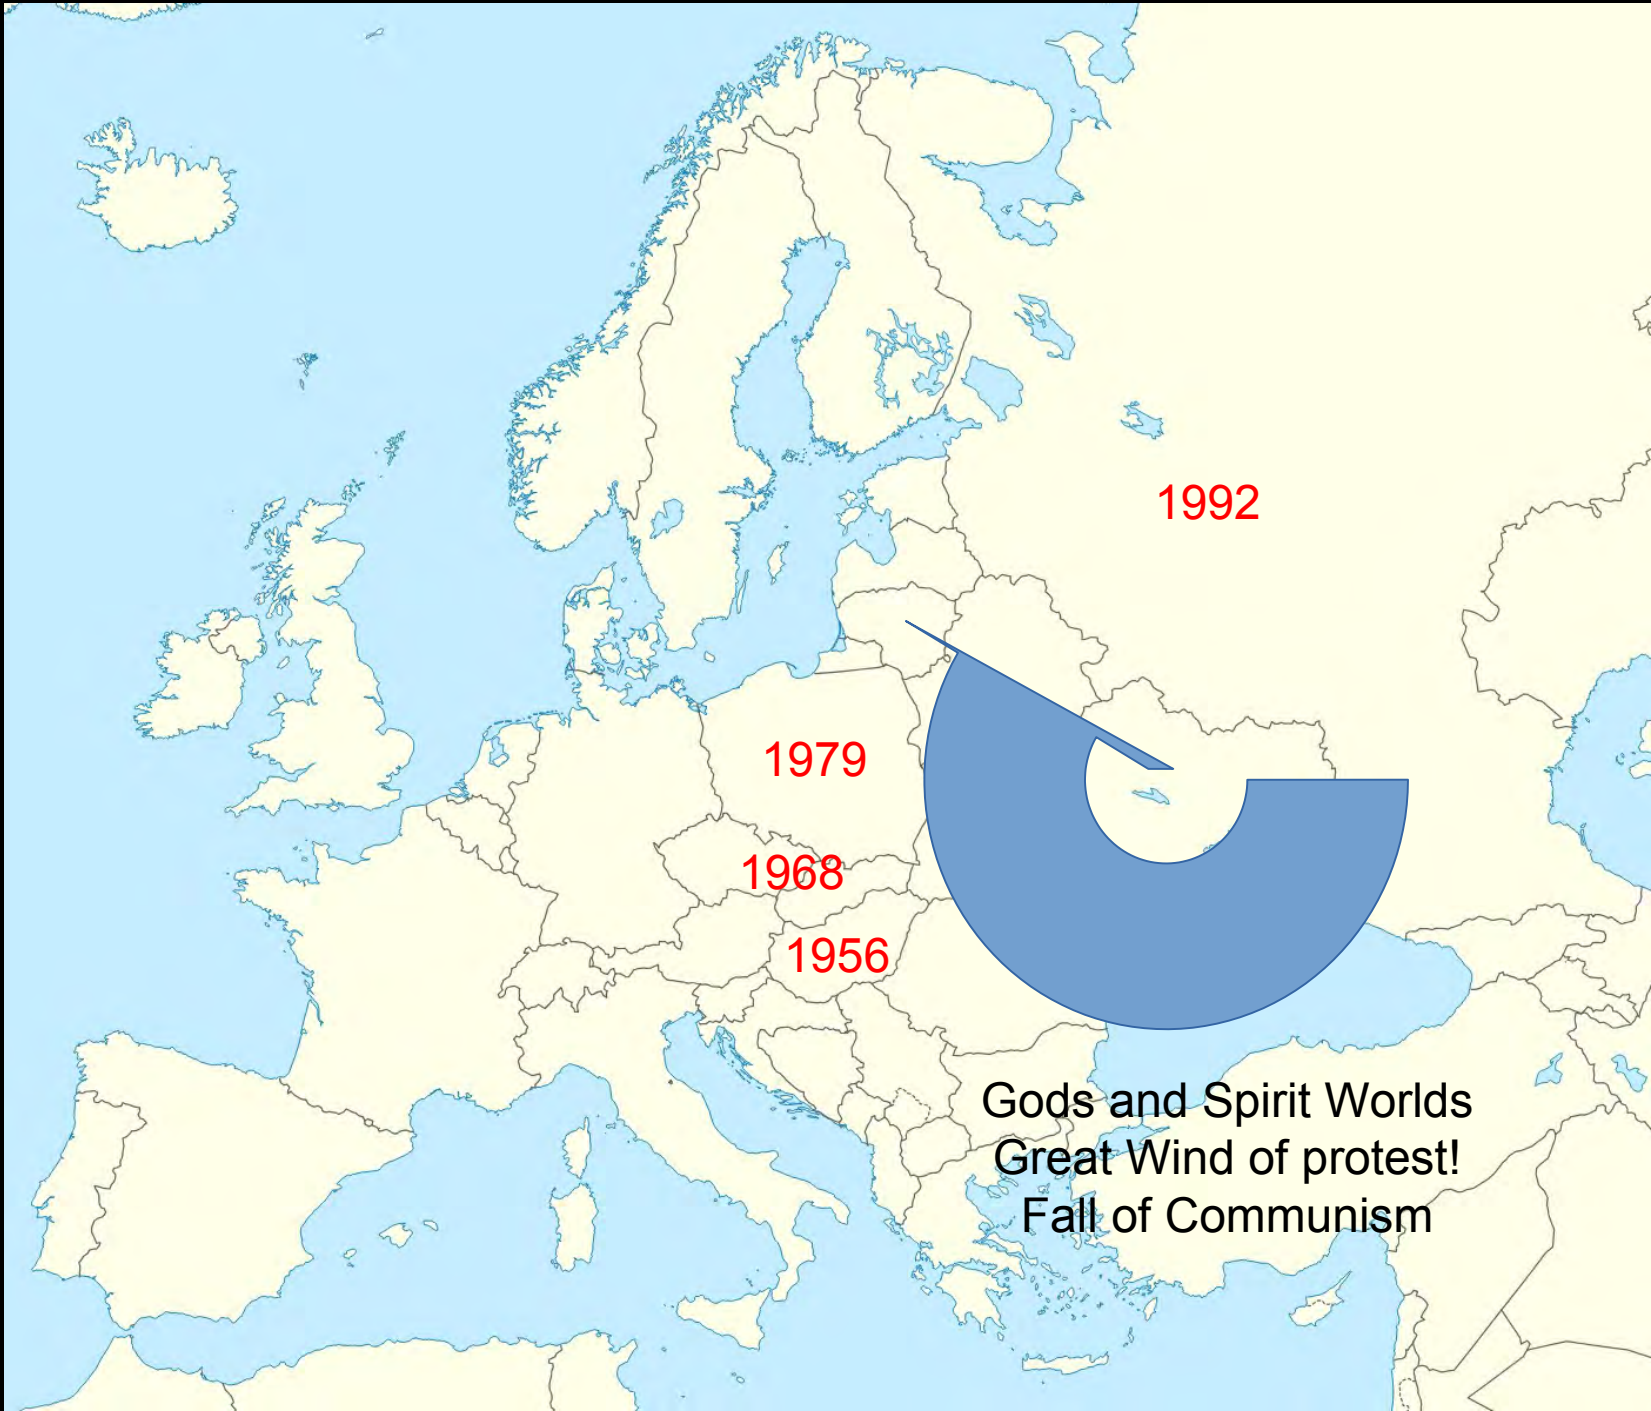 1992
1979
1968
1956
Gods and Spirit Worlds
Great Wind of protest!
Fall of Communism